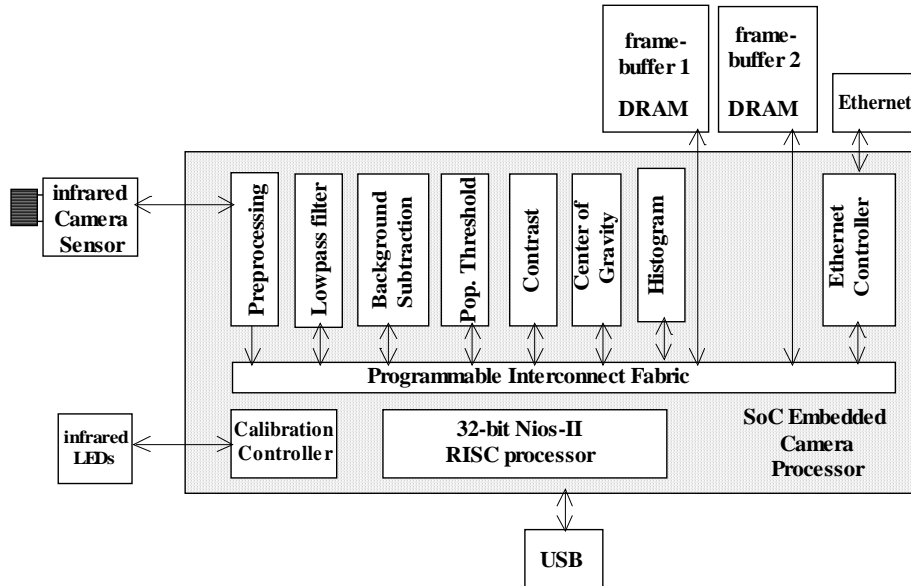 frame-
buffer 1
DRAM
frame-
buffer 2
DRAM
Ethernet
infrared
Camera
Sensor
Preprocessing
Lowpass filter
Background
Subtraction
Pop. Threshold
Contrast
Center of
Gravity
Histogram
Ethernet
Controller
Programmable Interconnect Fabric
infrared
LEDs
Calibration
Controller
32-bit Nios-II
RISC processor
SoC Embedded
Camera
Processor
USB